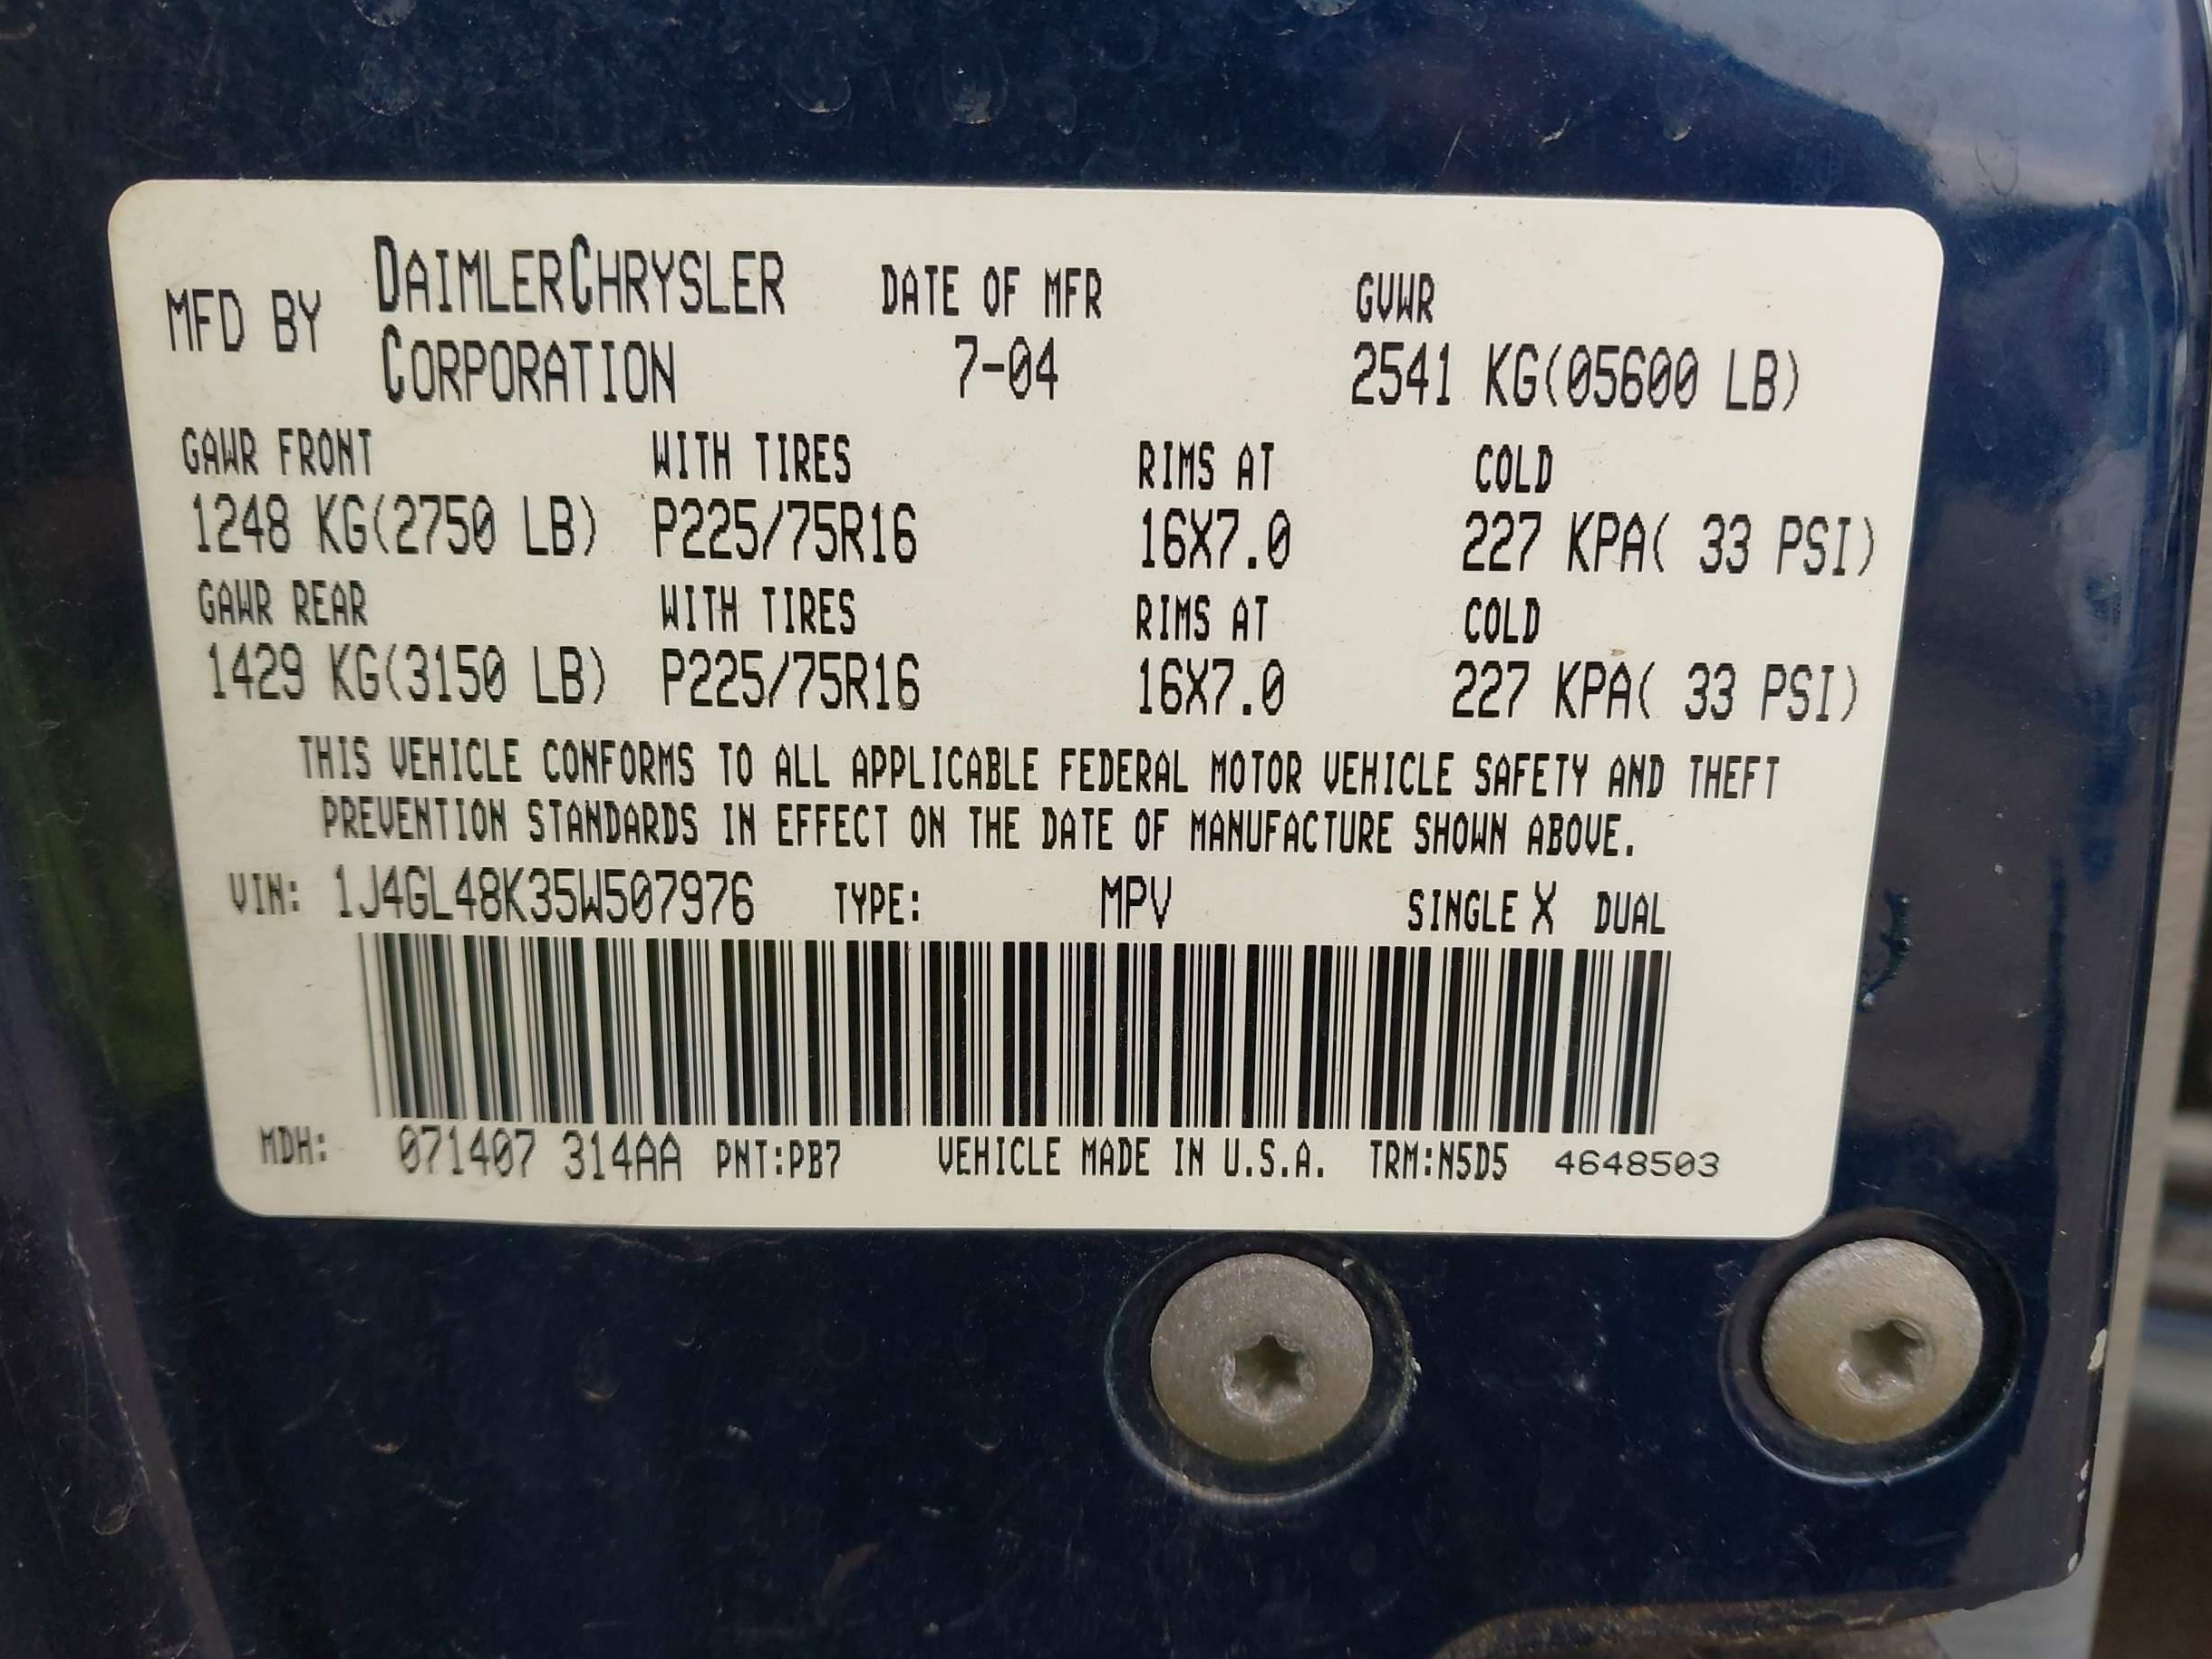 MFD BY DAIMLERCHRYSLER CORPORATION DATE OF MFR 7-04 GVWR 2541 KG(05600 LB)
GAWR FRONT WITH TIRES RIMS AT COLD
1248 KG(2750 LB) P225/75R16 16X7.0 227 KPA( 33 PSI)
GAWR REAR WITH TIRES RIMS AT COLD
1429 KG(3150 LB) P225/75R16 16X7.0 227 KPA( 33 PSI)
THIS VEHICLE CONFORMS TO ALL APPLICABLE FEDERAL MOTOR VEHICLE SAFETY AND THEFT
PREVENTION STANDARDS IN EFFECT ON THE DATE OF MANUFACTURE SHOWN ABOVE.
VIN: 1J4GL48K35W507976 TYPE: MPV SINGLE X DUAL
MDH: 071407 314AA PNT:PB7 VEHICLE MADE IN U.S.A. TRM:N5D5 4648503